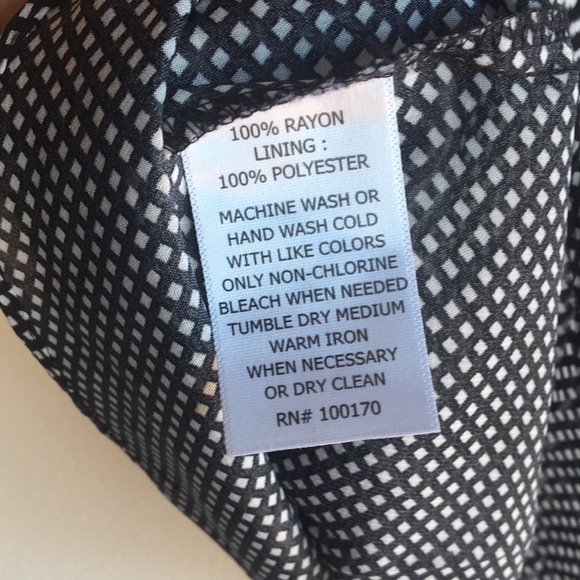 100% RAYON
LINING :
100% POLYESTER
MACHINE WASH OR
HAND WASH COLD
WITH LIKE COLORS
ONLY NON-CHLORINE
BLEACH WHEN NEEDED
TUMBLE DRY MEDIUM
WARM IRON
WHEN NECESSARY
OR DRY CLEAN
RN# 100170